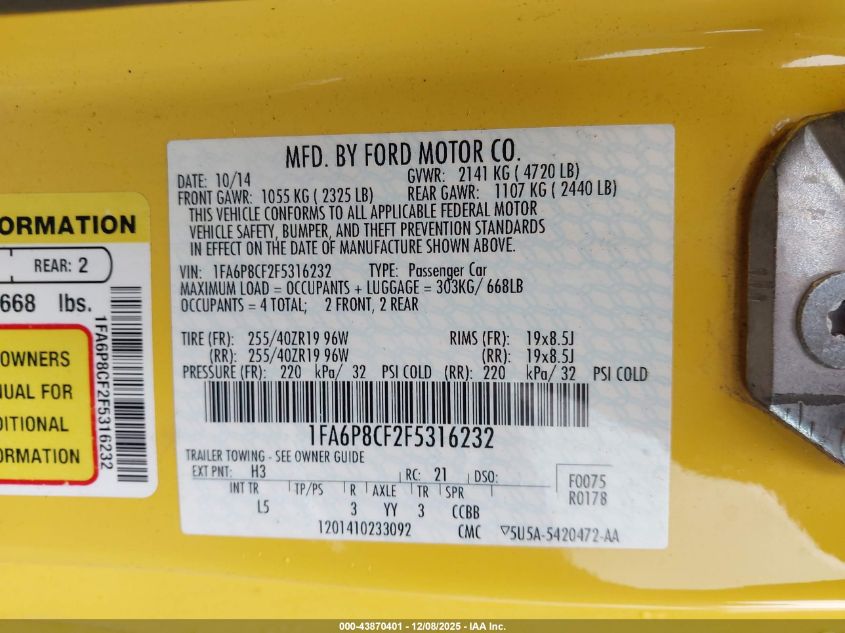 MFD. BY FORD MOTOR CO.
DATE: 10/14
GVWR: 2141 KG ( 4720 LB)
FRONT GAWR: 1055 KG ( 2325 LB)
REAR GAWR: 1107 KG ( 2440 LB)
THIS VEHICLE CONFORMS TO ALL APPLICABLE FEDERAL MOTOR
VEHICLE SAFETY, BUMPER, AND THEFT PREVENTION STANDARDS
IN EFFECT ON THE DATE OF MANUFACTURE SHOWN ABOVE.
VIN: 1FA6P8CF2F5316232 TYPE: Passenger Car
MAXIMUM LOAD = OCCUPANTS + LUGGAGE = 303KG/ 668LB
OCCUPANTS = 4 TOTAL; 2 FRONT, 2 REAR
TIRE (FR): 255/40ZR19 96W RIMS (FR): 19x8.5J
(RR): 255/40ZR19 96W (RR): 19x8.5J
PRESSURE (FR): 220 kPa/ 32 PSI COLD (RR): 220 kPa/ 32 PSI COLD
1FA6P8CF2F5316232
TRAILER TOWING - SEE OWNER GUIDE
EXT PNT: H3 RC: 21 DSO:
F0075
R0178
INT TR TP/PS R AXLE TR SPR
L5 3 YY 3 CCBB
1201410233092 CMC ▽5U5A-5420472-AA
ORMATION
REAR: 2
668 lbs.
OWNERS
NUAL FOR
DITIONAL
ORMATION
1FA6P8CF2F5316232
000-43870401 - 12/08/2025 - IAA Inc.